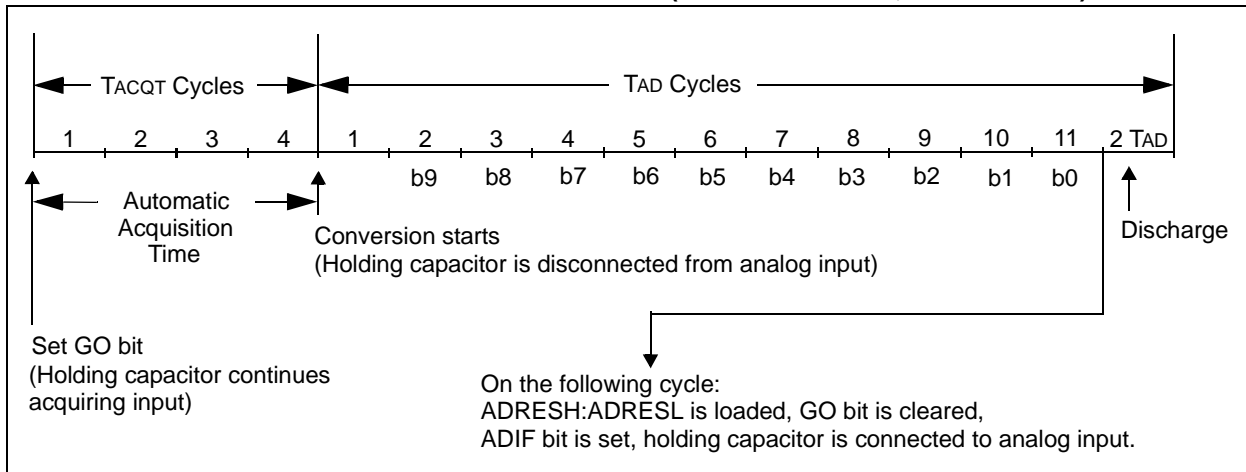 TACQT Cycles
TAD Cycles
1 2 3 4 1 2 3 4 5 6 7 8 9 10 11 2 TAD
b9 b8 b7 b6 b5 b4 b3 b2 b1 b0
Automatic
Acquisition
Time
Conversion starts
(Holding capacitor is disconnected from analog input)
Discharge
Set GO bit
(Holding capacitor continues
acquiring input)
On the following cycle:
ADRESH:ADRESL is loaded, GO bit is cleared,
ADIF bit is set, holding capacitor is connected to analog input.